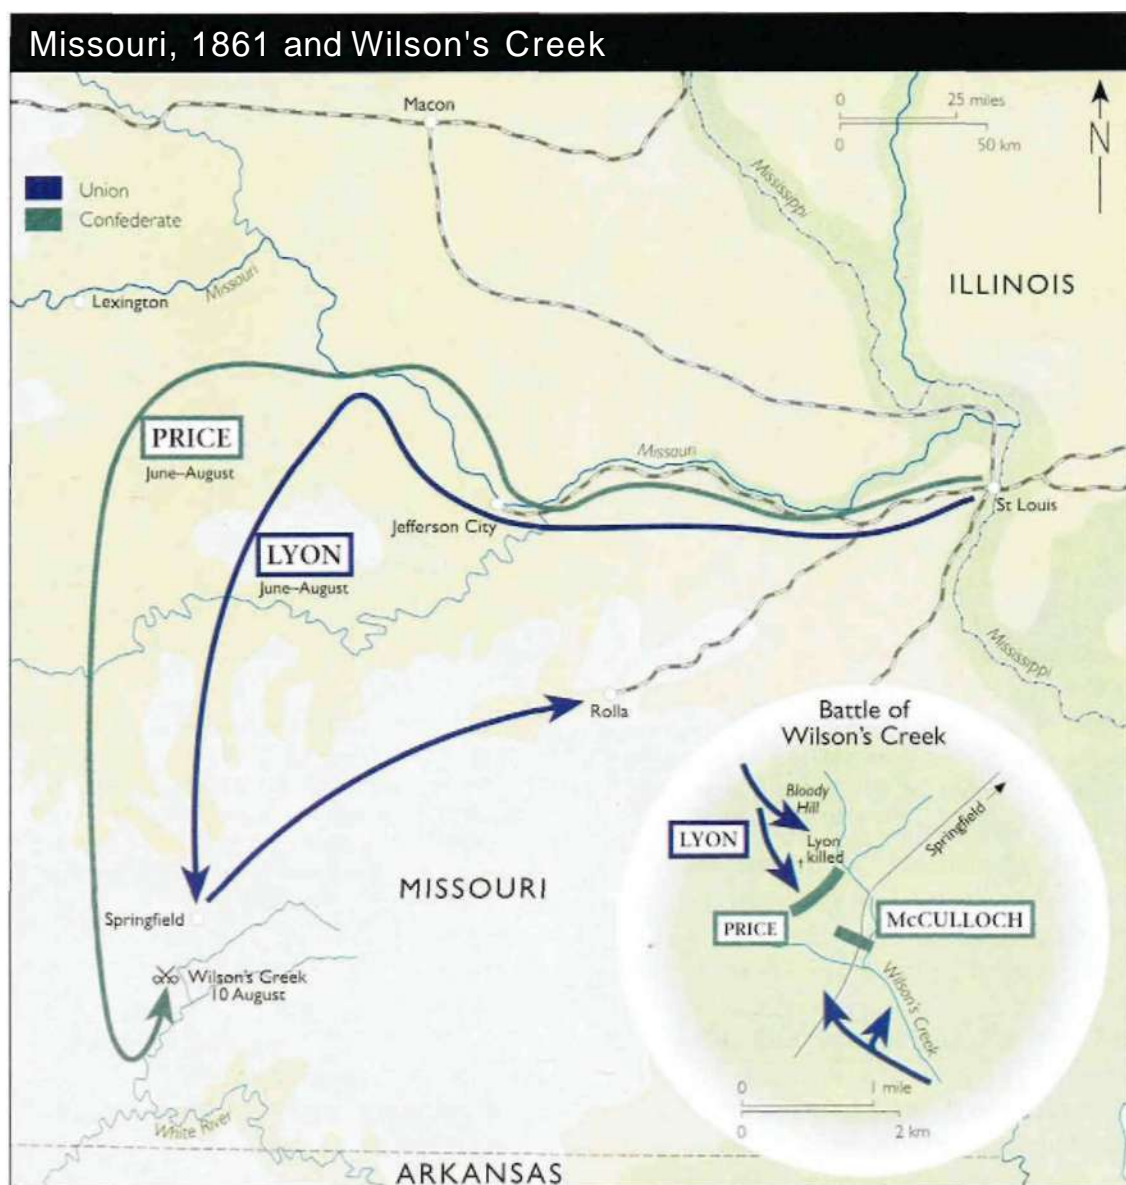 Missouri, 1861 and Wilson's Creek
Macon
0 25 miles
0 50 km
N
Union
Confederate
Mississippi
ILLINOIS
Missouri
Lexington
PRICE
June–August
Missouri
Jefferson City
St Louis
LYON
June–August
Mississippi
Rolla
Battle of
Wilson's Creek
Bloody
Hill
LYON
Lyon
killed
Springfield
MISSOURI
Springfield
PRICE
McCULLOCH
Wilson's Creek
10 August
Wilson's Creek
0 1 mile
0 2 km
White River
ARKANSAS